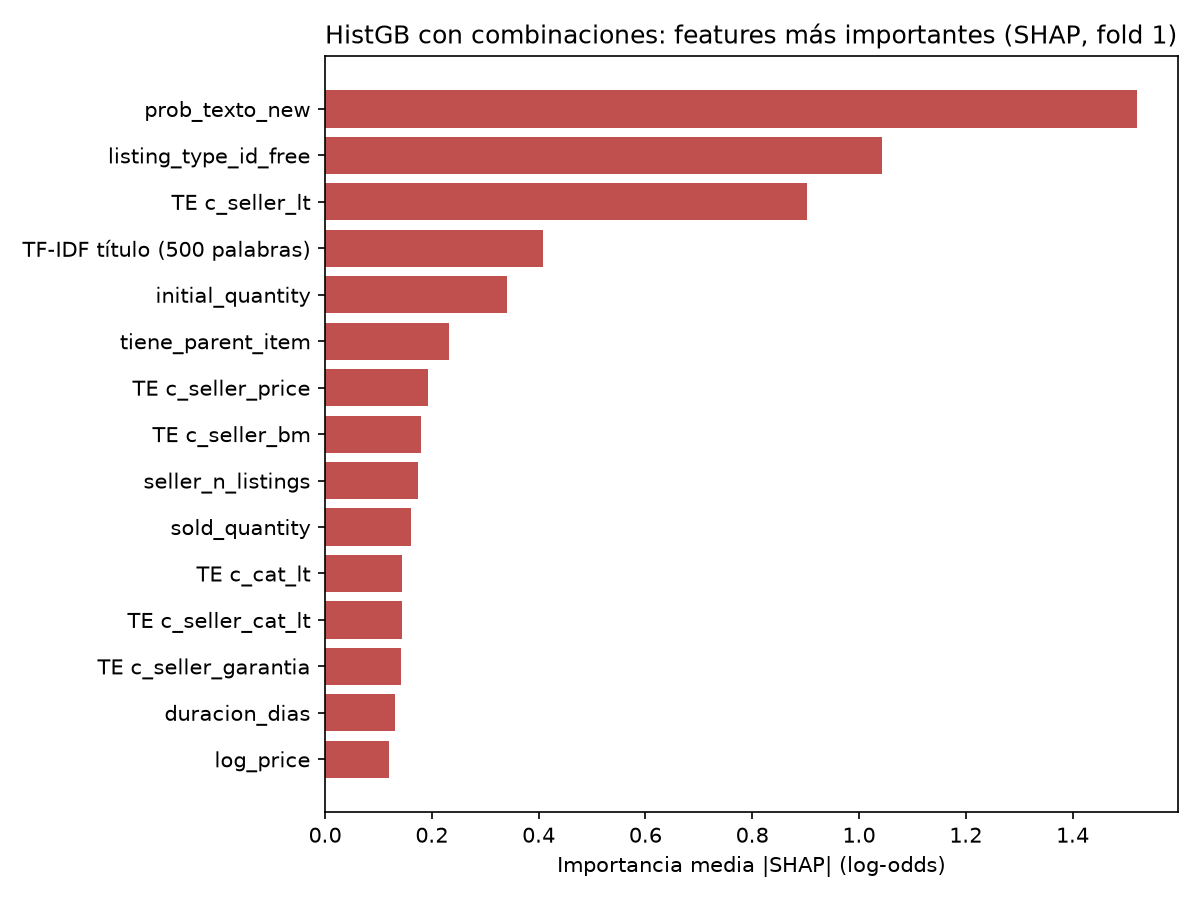 HistGB con combinaciones: features más importantes (SHAP, fold 1)
prob_texto_new
listing_type_id_free
TE c_seller_lt
TF-IDF título (500 palabras)
initial_quantity
tiene_parent_item
TE c_seller_price
TE c_seller_bm
seller_n_listings
sold_quantity
TE c_cat_lt
TE c_seller_cat_lt
TE c_seller_garantia
duracion_dias
log_price
0.0 0.2 0.4 0.6 0.8 1.0 1.2 1.4
Importancia media |SHAP| (log-odds)